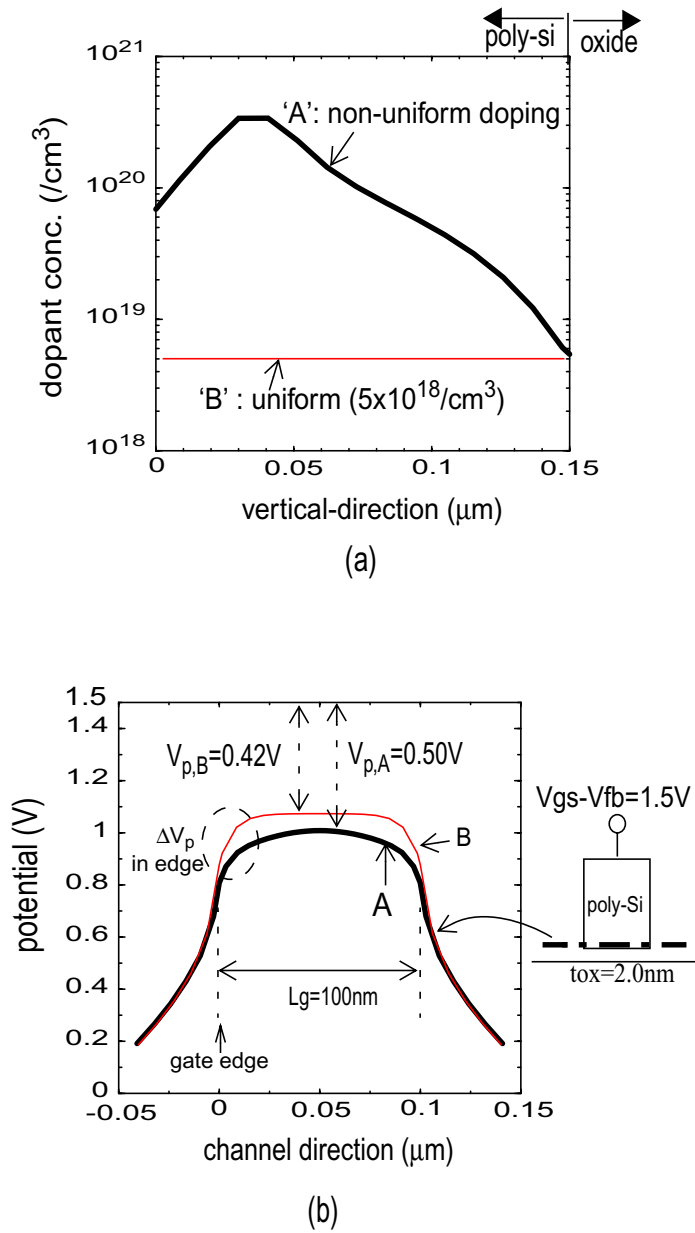 poly-si oxide
10^21
10^20
10^19
10^18
dopant conc. (/cm^3)
'A': non-uniform doping
'B' : uniform (5x10^18/cm^3)
0 0.05 0.1 0.15
vertical-direction (μm)
(a)
1.5
1.2
1.0
0.8
0.6
0.4
0.2
0
potential (V)
V_p,B=0.42V
V_p,A=0.50V
ΔV_p
in edge
B
A
Lg=100nm
gate edge
-0.05 0 0.05 0.1 0.15
channel direction (μm)
Vgs-Vfb=1.5V
poly-Si
tox=2.0nm
(b)